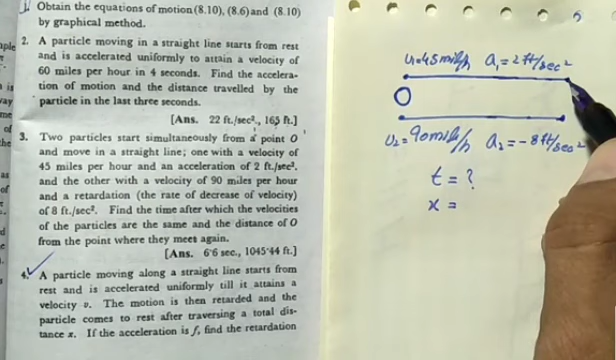 1. Obtain the equations of motion (8.10), (8.6) and (8.10)
by graphical method.
2. A particle moving in a straight line starts from rest
and is accelerated uniformly to attain a velocity of
60 miles per hour in 4 seconds. Find the accelera-
tion of motion and the distance travelled by the
particle in the last three seconds.
[Ans. 22 ft./sec²., 165 ft.]
3. Two particles start simultaneously from a point O
and move in a straight line; one with a velocity of
45 miles per hour and an acceleration of 2 ft./sec².
and the other with a velocity of 90 miles per hour
and a retardation (the rate of decrease of velocity)
of 8 ft./sec². Find the time after which the velocities
of the particles are the same and the distance of O
from the point where they meet again.
[Ans. 6·6 sec., 1045·44 ft.]
4. A particle moving along a straight line starts from
rest and is accelerated uniformly till it attains a
velocity v. The motion is then retarded and the
particle comes to rest after traversing a total dis-
tance x. If the acceleration is f, find the retardation
u₁=45mile/h a₁=2ft/sec²
O
u₂=90mile/h a₂=-8ft/sec²
t = ?
x =